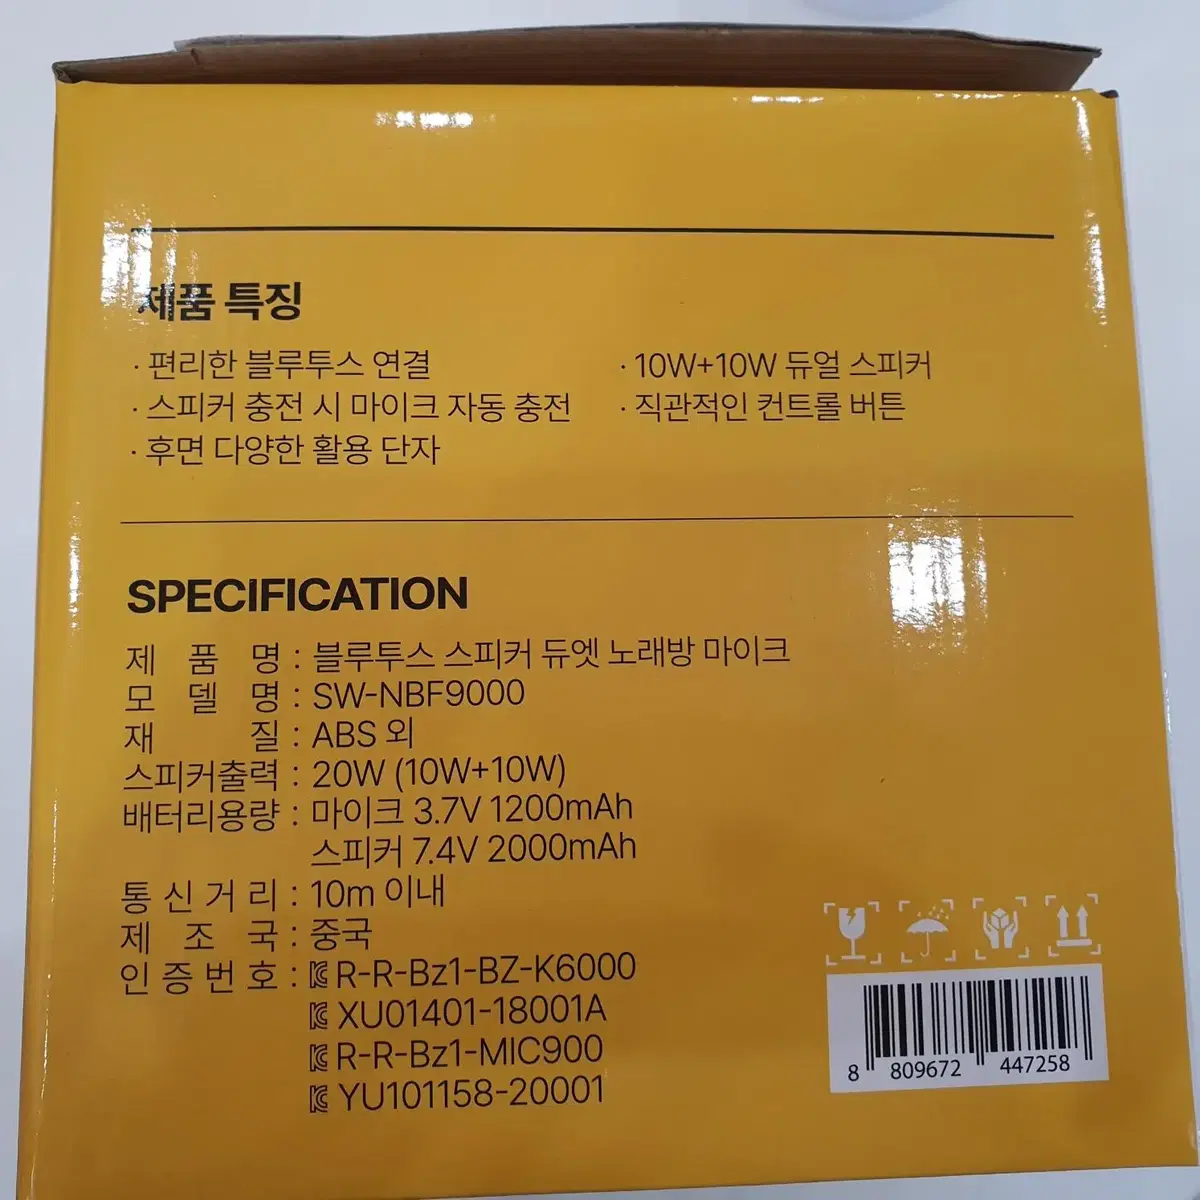 제품 특징
· 편리한 블루투스 연결
· 스피커 충전 시 마이크 자동 충전
· 후면 다양한 활용 단자
· 10W+10W 듀얼 스피커
· 직관적인 컨트롤 버튼
SPECIFICATION
제 품 명 : 블루투스 스피커 듀엣 노래방 마이크
모 델 명 : SW-NBF9000
재 질 : ABS 외
스피커출력 : 20W (10W+10W)
배터리용량 : 마이크 3.7V 1200mAh
스피커 7.4V 2000mAh
통 신 거 리 : 10m 이내
제 조 국 : 중국
인 증 번 호 : R-R-Bz1-BZ-K6000
XU01401-18001A
R-R-Bz1-MIC900
YU101158-20001
8 809672 447258